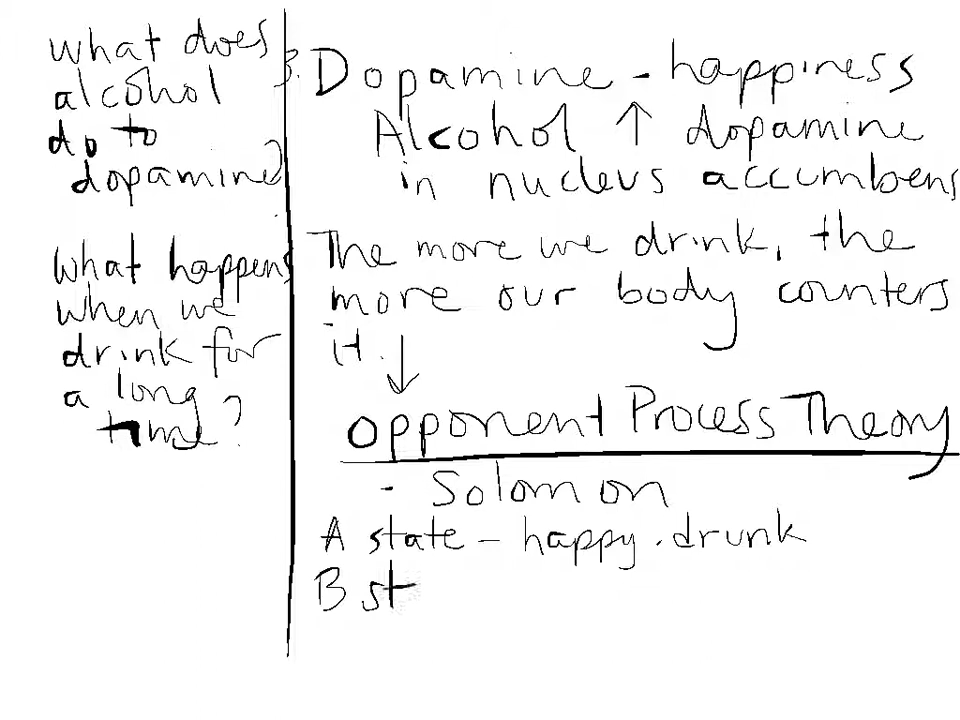 what does
alcohol
do to
dopamine?
what happens
when we
drink for
a long
time?
3. Dopamine - happiness
Alcohol ↑ dopamine
in nucleus accumbens
The more we drink, the
more our body counters
it. ↓
Opponent Process Theory
- Solomon
A state - happy. drunk
B st